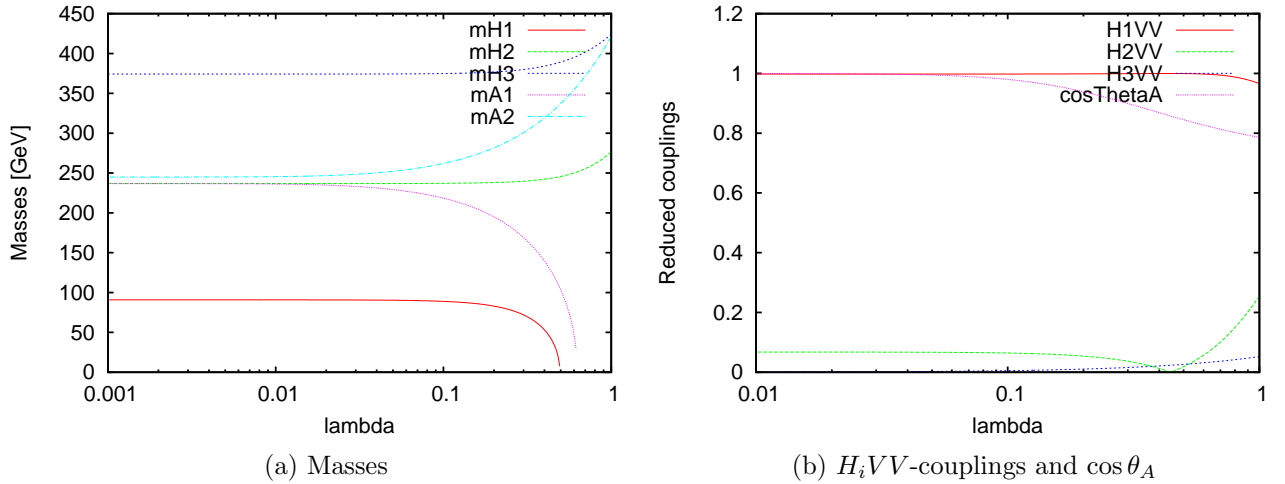 450
400
350
300
250
200
150
100
50
0
Masses [GeV]
0.001
0.01
0.1
1
lambda
mH1
mH2
mH3
mA1
mA2
(a) Masses
1.2
1
0.8
0.6
0.4
0.2
0
Reduced couplings
0.01
0.1
1
lambda
H1VV
H2VV
H3VV
cosThetaA
(b) HᵢVV-couplings and cos θ_A